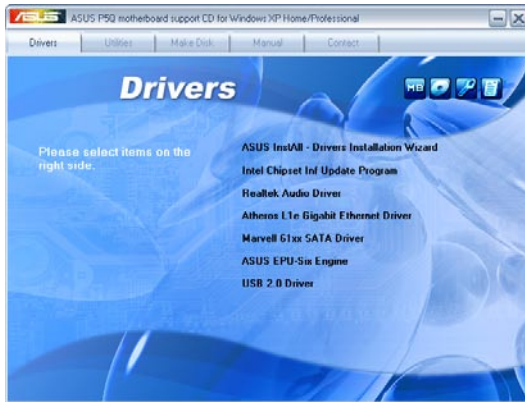 ASUS ASUS P5Q motherboard support CD for Windows XP Home/Professional
Drivers Utilities Make Disk Manual Contact
Drivers
MB
Please select items on the
right side.
ASUS InstAll - Drivers Installation Wizard
Intel Chipset Inf Update Program
Realtek Audio Driver
Atheros L1e Gigabit Ethernet Driver
Marvell 61xx SATA Driver
ASUS EPU-Six Engine
USB 2.0 Driver